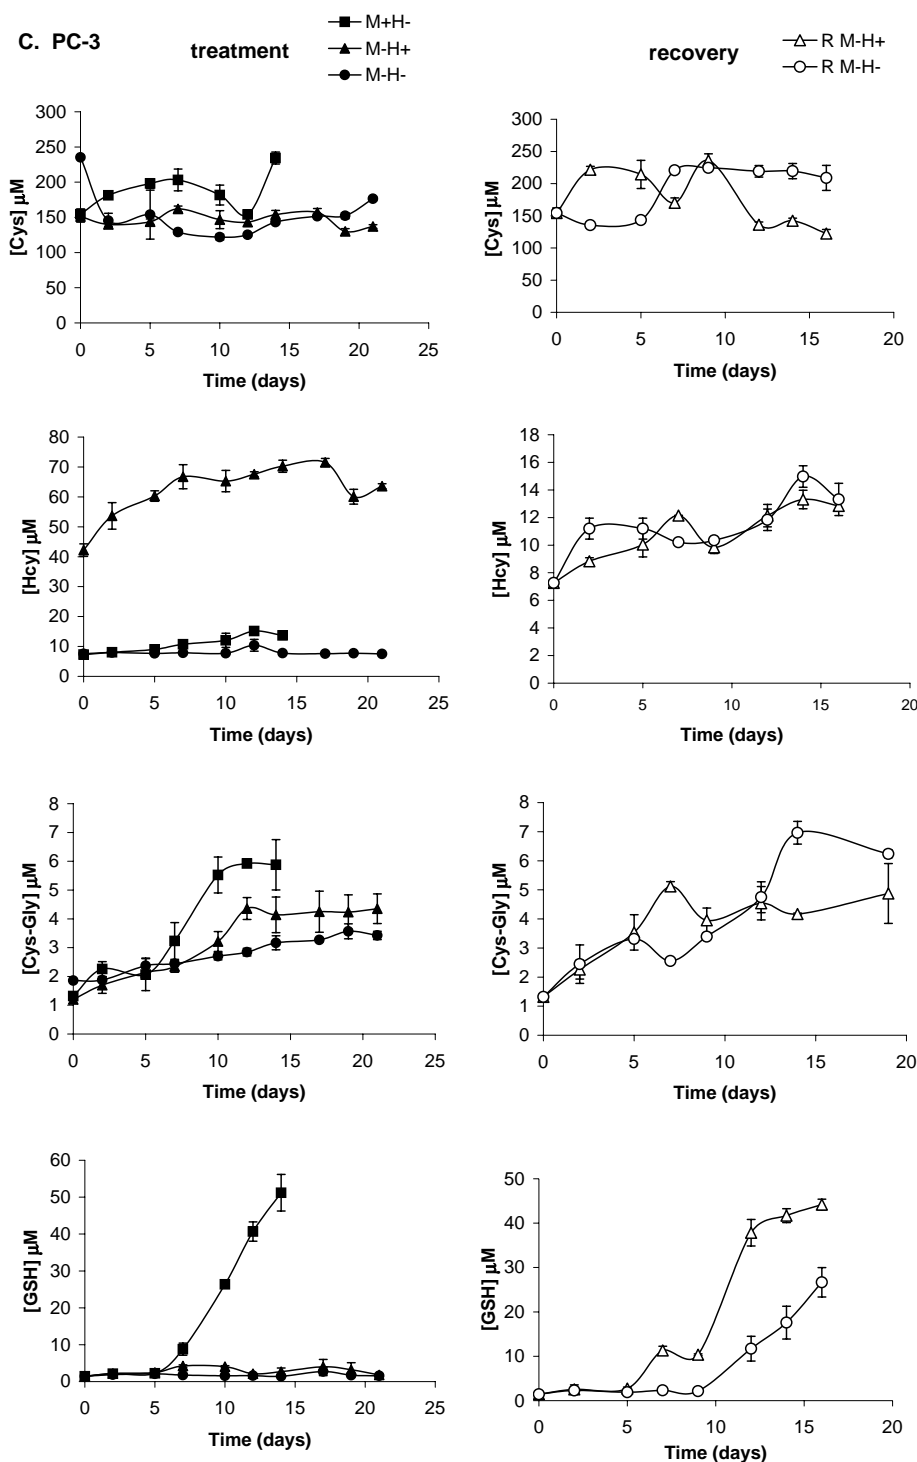 C. PC-3
treatment
M+H-
M-H+
M-H-
recovery
R M-H+
R M-H-
[Cys] µM
300
250
200
150
100
50
0
0 5 10 15 20 25
Time (days)
[Cys] µM
300
250
200
150
100
50
0
0 5 10 15 20
Time (days)
[Hcy] µM
80
70
60
50
40
30
20
10
0
0 5 10 15 20 25
Time (days)
[Hcy] µM
18
16
14
12
10
8
6
4
2
0
0 5 10 15 20
Time (days)
[Cys-Gly] µM
8
7
6
5
4
3
2
1
0
0 5 10 15 20 25
Time (days)
[Cys-Gly] µM
8
7
6
5
4
3
2
1
0
0 5 10 15 20
Time (days)
[GSH] µM
60
50
40
30
20
10
0
0 5 10 15 20 25
Time (days)
[GSH] µM
50
40
30
20
10
0
0 5 10 15 20
Time (days)